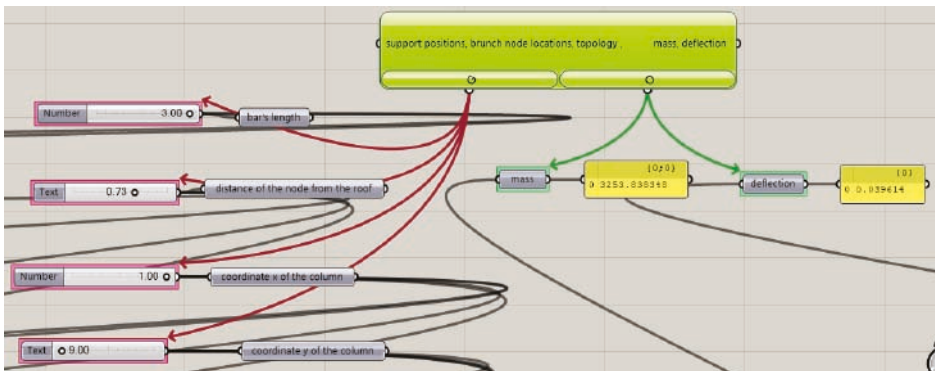 support positions, brunch node locations, topology , mass, deflection
G O
Number 3.00
bar's length
{0;0}
{0}
mass
0 3253.838348
deflection
0 0.039614
Text 0.73
distance of the node from the roof
Number 1.00
coordinate x of the column
Text 9.00
coordinate y of the column